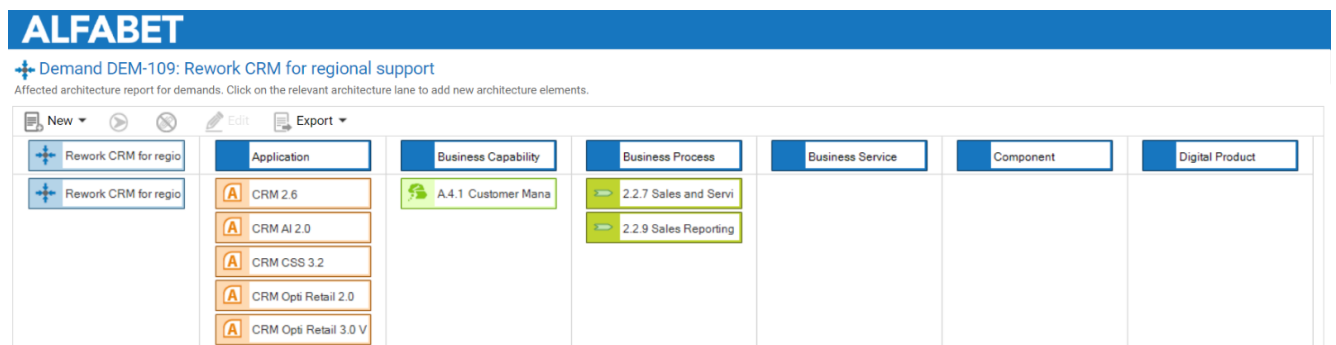 ALFABET
Demand DEM-109: Rework CRM for regional support
Affected architecture report for demands. Click on the relevant architecture lane to add new architecture elements.
New Edit Export
Rework CRM for regio Application Business Capability Business Process Business Service Component Digital Product
Rework CRM for regio A CRM 2.6 A.4.1 Customer Mana 2.2.7 Sales and Servi
A CRM AI 2.0 2.2.9 Sales Reporting
A CRM CSS 3.2
A CRM Opti Retail 2.0
A CRM Opti Retail 3.0 V